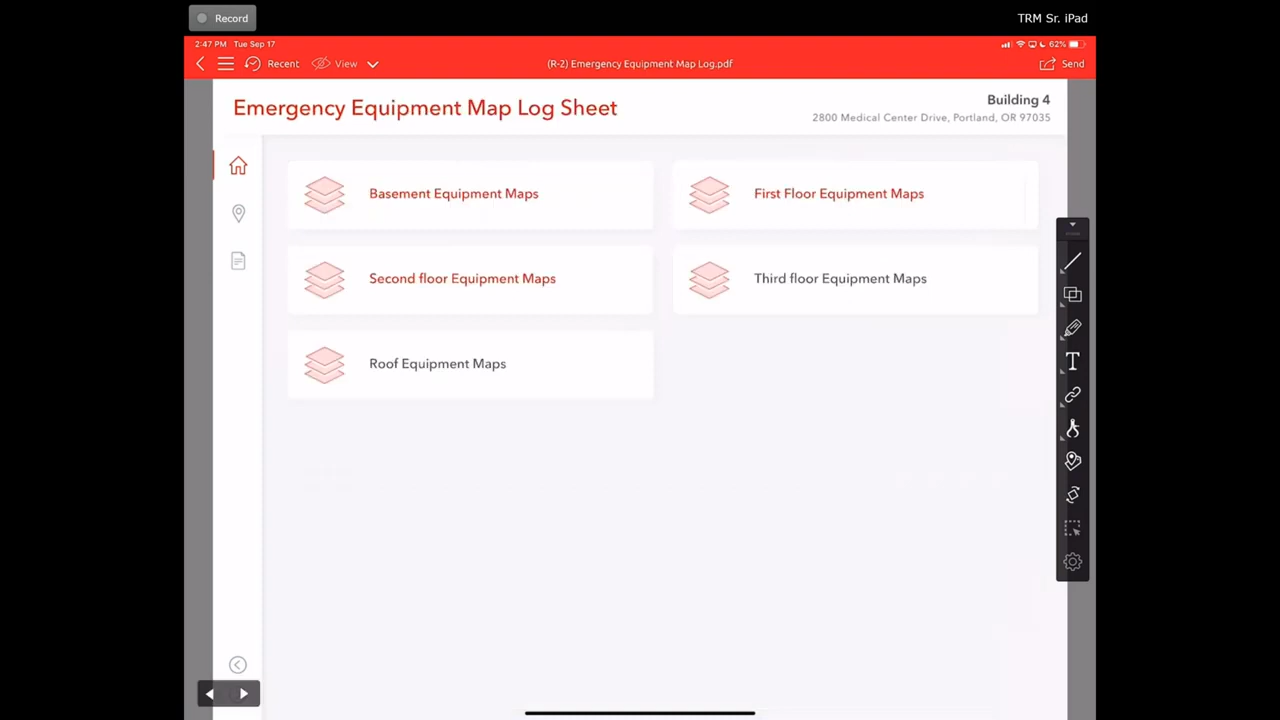 Record
TRM Sr. iPad
2:47 PM Tue Sep 17
62%
Recent
View
(R-2) Emergency Equipment Map Log.pdf
Send
Emergency Equipment Map Log Sheet
Building 4
2800 Medical Center Drive, Portland, OR 97035
Basement Equipment Maps
First Floor Equipment Maps
Second floor Equipment Maps
Third floor Equipment Maps
Roof Equipment Maps
T